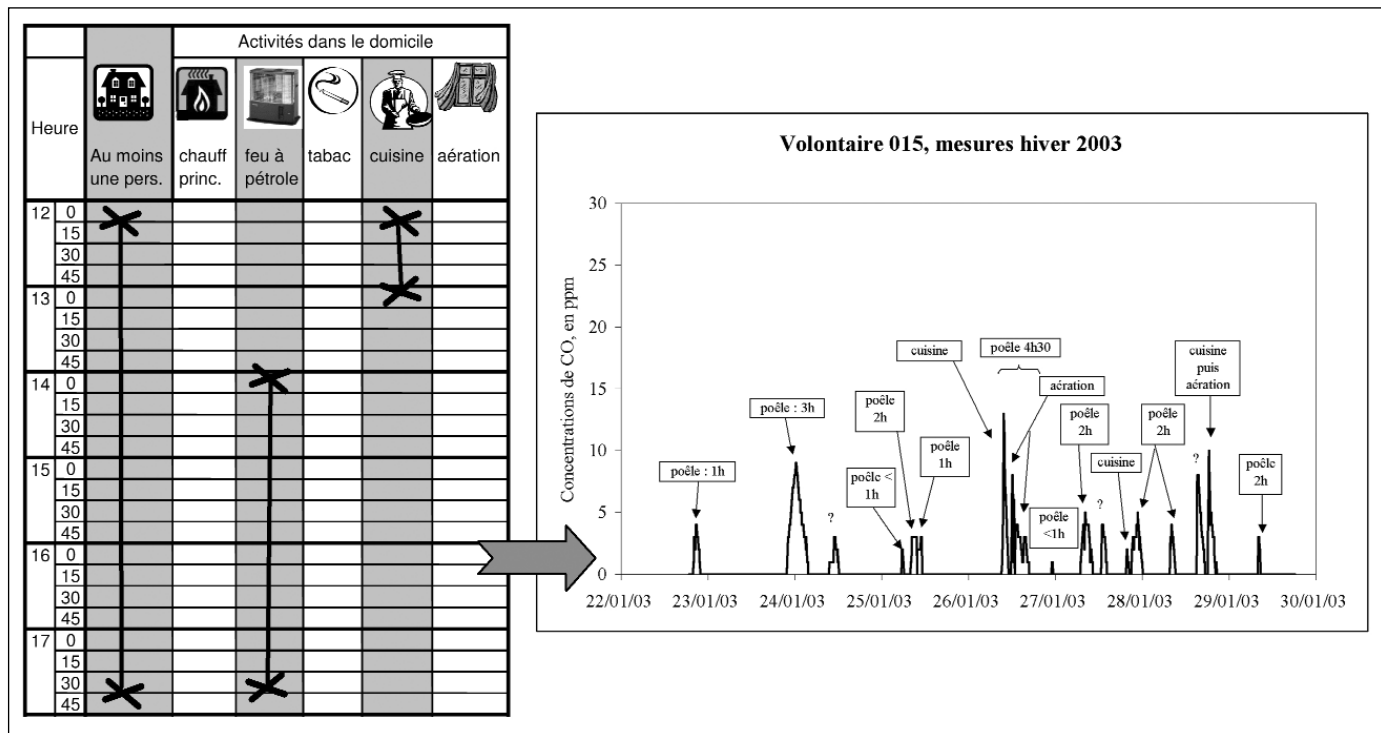 Activités dans le domicile
Heure
Au moins
une pers.
chauff
princ.
feu à
pétrole
tabac
cuisine
aération
12 0
15
30
45
13 0
15
30
45
14 0
15
30
45
15 0
15
30
45
16 0
15
30
45
17 0
15
30
45
Volontaire 015, mesures hiver 2003
Concentrations de CO, en ppm
30
25
20
15
10
5
0
22/01/03 23/01/03 24/01/03 25/01/03 26/01/03 27/01/03 28/01/03 29/01/03 30/01/03
poêle : 1h
poêle : 3h
?
poêle <
1h
poêle
2h
poêle
1h
cuisine
poêle 4h30
aération
poêle
<1h
poêle
2h
?
cuisine
poêle
2h
?
cuisine
puis
aération
poêle
2h